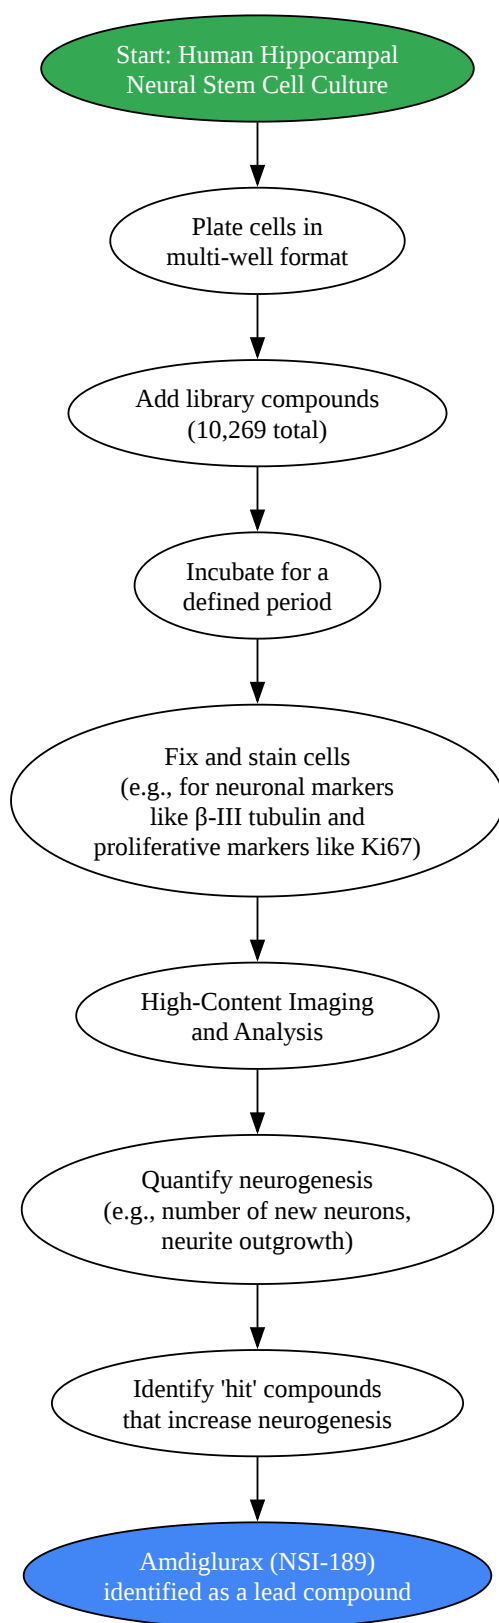 Start: Human Hippocampal
Neural Stem Cell Culture
Plate cells in
multi-well format
Add library compounds
(10,269 total)
Incubate for a
defined period
Fix and stain cells
(e.g., for neuronal markers
like β-III tubulin and
proliferative markers like Ki67)
High-Content Imaging
and Analysis
Quantify neurogenesis
(e.g., number of new neurons,
neurite outgrowth)
Identify 'hit' compounds
that increase neurogenesis
Amdiglurax (NSI-189)
identified as a lead compound